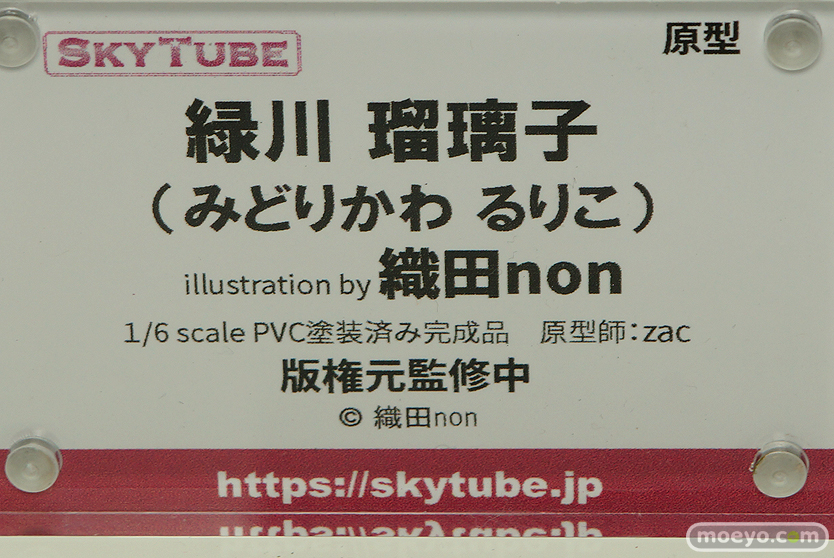 SKYTUBE
原型
緑川 瑠璃子
（みどりかわ るりこ）
illustration by 織田non
1/6 scale PVC塗装済み完成品　原型師：zac
版権元監修中
© 織田non
https://skytube.jp
moeyo.com